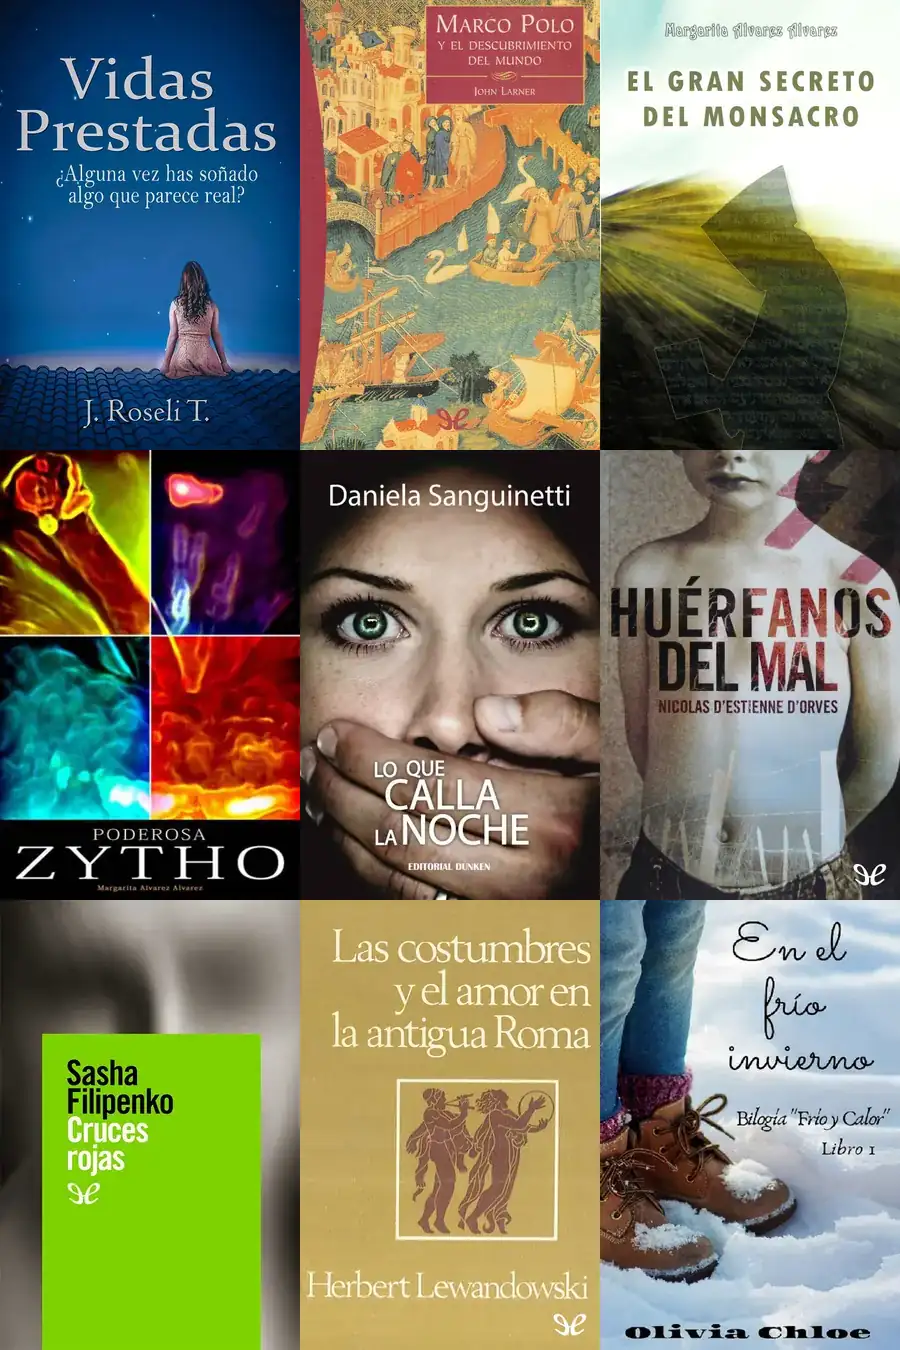 Vidas
Prestadas
¿Alguna vez has soñado
algo que parece real?
J. Roseli T.
MARCO POLO
Y EL DESCUBRIMIENTO
DEL MUNDO
JOHN LARNER
Margarita Alvarez Alvarez
EL GRAN SECRETO
DEL MONSACRO
PODEROSA
ZYTHO
Margarita Alvarez Alvarez
Daniela Sanguinetti
LO QUE
CALLA
LA NOCHE
EDITORIAL DUNKEN
HUÉRFANOS
DEL MAL
NICOLAS D'ESTIENNE D'ORVES
Sasha
Filipenko
Cruces
rojas
Las costumbres
y el amor en
la antigua Roma
Herbert Lewandowski
En el
frío
invierno
Bilogía "Frío y Calor"
Libro 1
Olivia Chloe